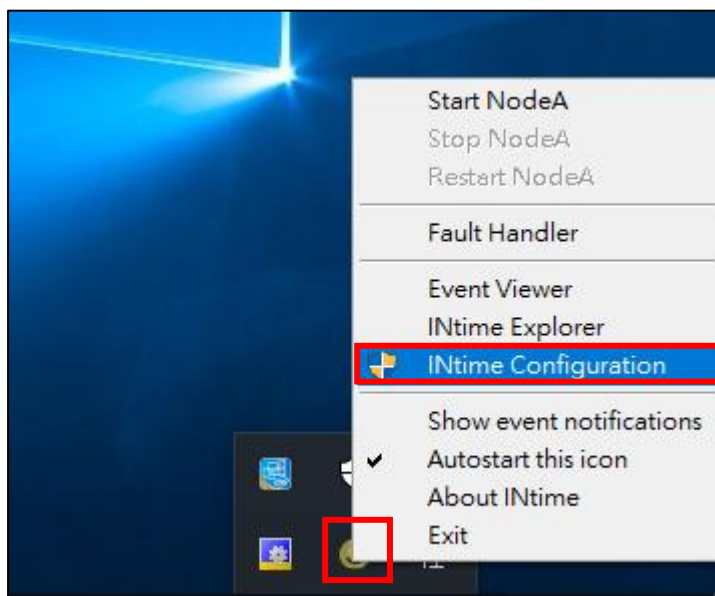 Start NodeA
Stop NodeA
Restart NodeA
Fault Handler
Event Viewer
INtime Explorer
INtime Configuration
Show event notifications
Autostart this icon
About INtime
Exit